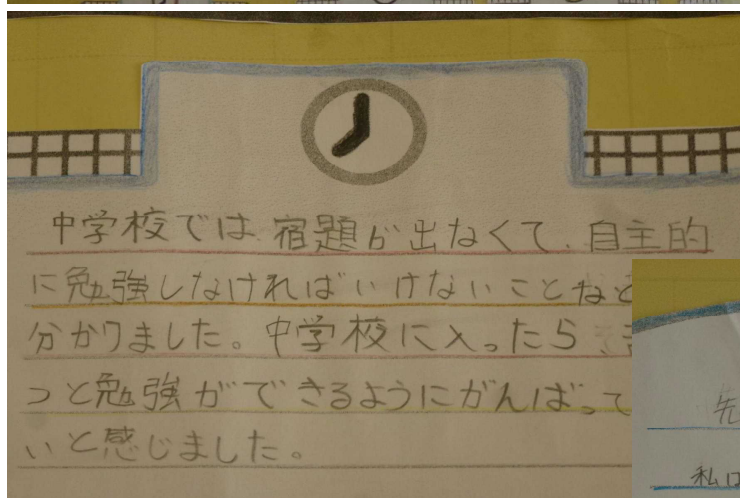 中学校では宿題が出なくて、自主的
に勉強しなければいけないことなど
分かりました。中学校に入ったら、
っと勉強ができるようにがんばって
いと感じました。
先
私は